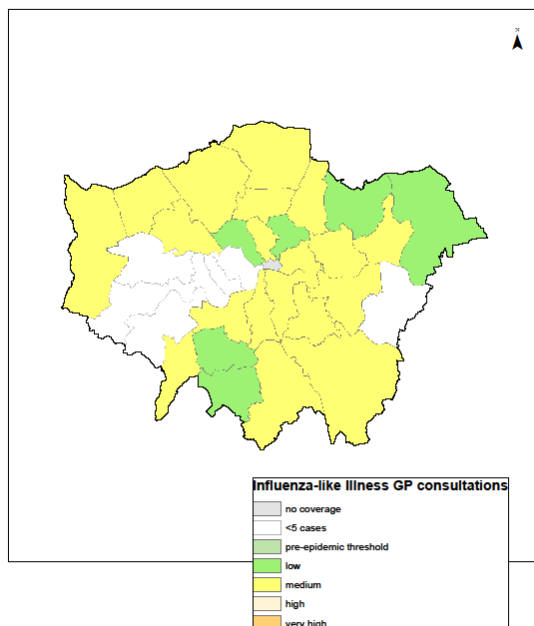 Influenza-like Illness GP consultations
no coverage
<5 cases
pre-epidemic threshold
low
medium
high
very high